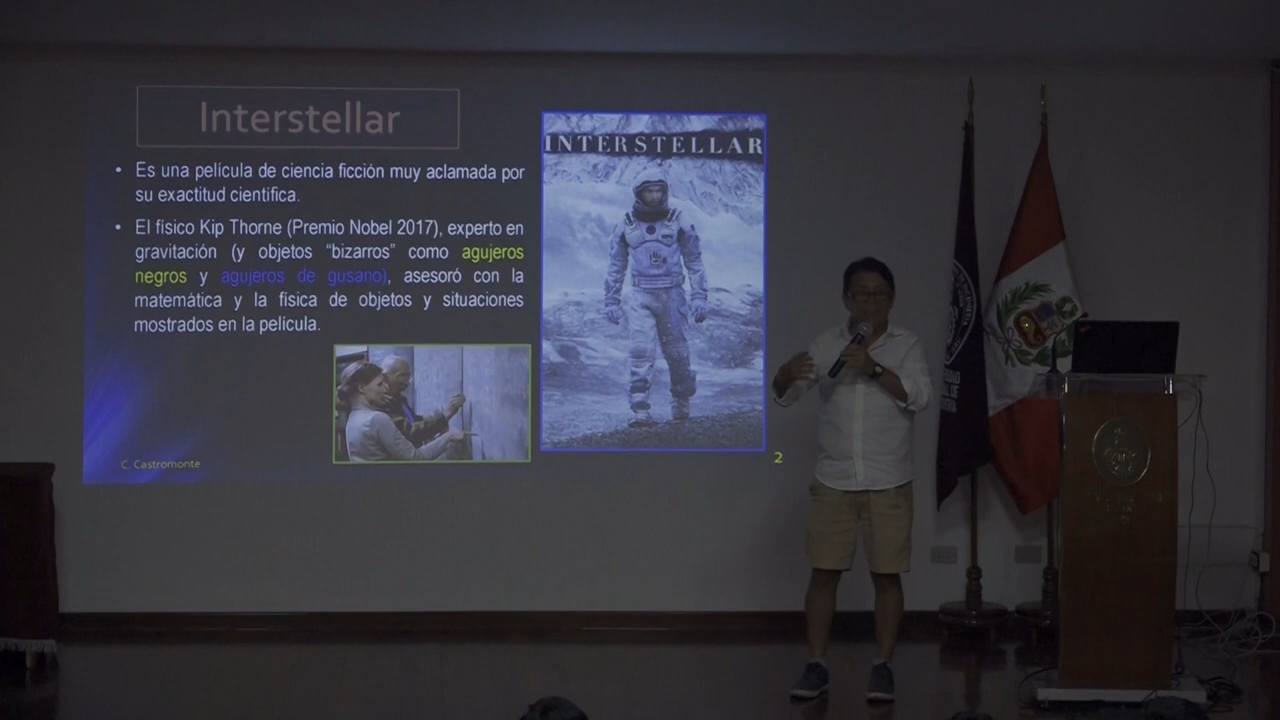 Interstellar
• Es una película de ciencia ficción muy aclamada por
su exactitud científica.
• El físico Kip Thorne (Premio Nobel 2017), experto en
gravitación (y objetos “bizarros” como agujeros
negros y agujeros de gusano), asesoró con la
matemática y la física de objetos y situaciones
mostrados en la película.
INTERSTELLAR
C. Castromonte
2